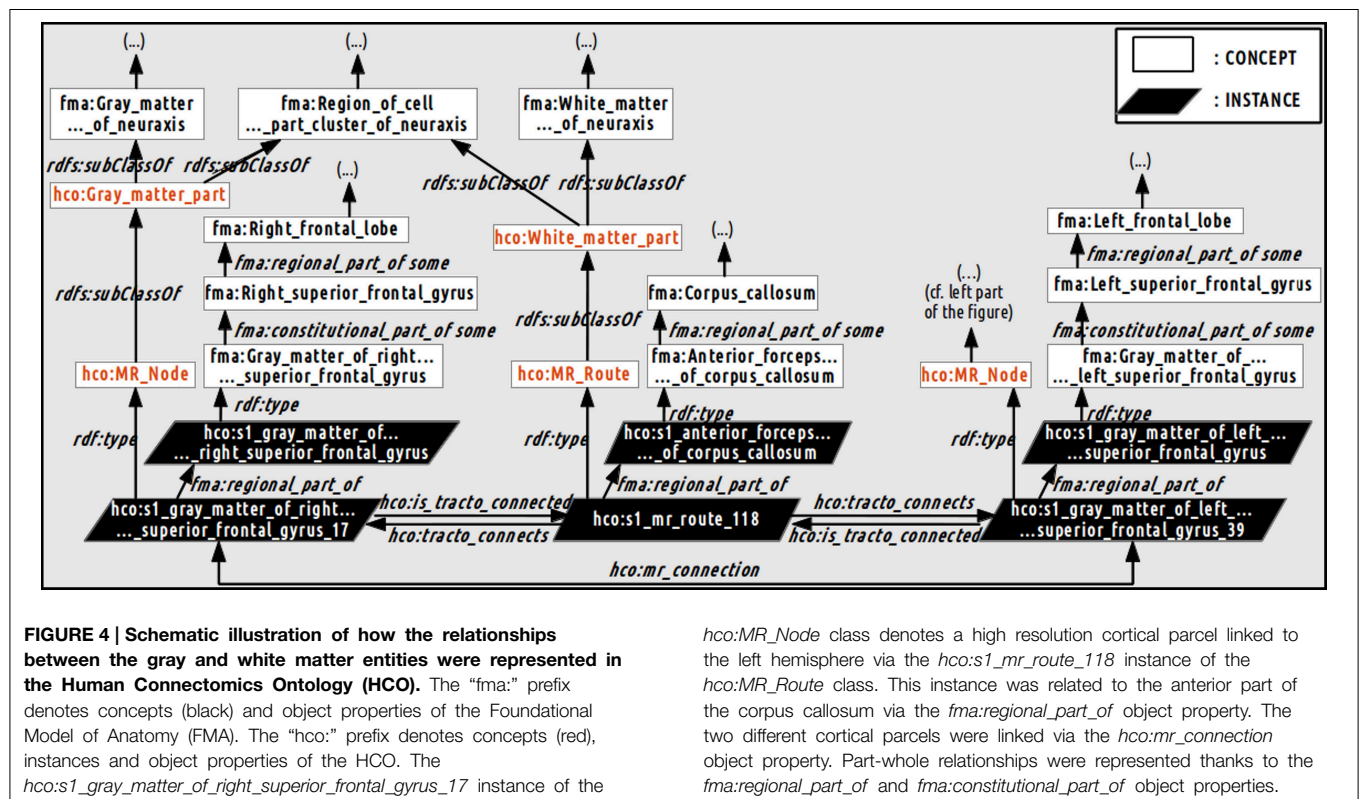 (...)
(...)
(...)
: CONCEPT
: INSTANCE
fma:Gray_matter
..._of_neuraxis
fma:Region_of_cell
..._part_cluster_of_neuraxis
fma:White_matter
..._of_neuraxis
rdfs:subClassOf
rdfs:subClassOf
(...)
rdfs:subClassOf
rdfs:subClassOf
(...)
hco:Gray_matter_part
fma:Right_frontal_lobe
hco:White_matter_part
(...)
fma:Left_frontal_lobe
fma:regional_part_of some
fma:regional_part_of some
rdfs:subClassOf
fma:Right_superior_frontal_gyrus
fma:Corpus_callosum
(...)
(cf. left part
of the figure)
fma:Left_superior_frontal_gyrus
rdfs:subClassOf
fma:constitutional_part_of some
fma:regional_part_of some
fma:constitutional_part_of some
hco:MR_Node
fma:Gray_matter_of_right...
..._superior_frontal_gyrus
hco:MR_Route
fma:Anterior_forceps...
..._of_corpus_callosum
hco:MR_Node
fma:Gray_matter_of_...
..._left_superior_frontal_gyrus
rdf:type
rdf:type
rdf:type
rdf:type
hco:s1_gray_matter_of...
..._right_superior_frontal_gyrus
rdf:type
hco:s1_anterior_forceps...
..._of_corpus_callosum
rdf:type
hco:s1_gray_matter_of_left_...
...superior_frontal_gyrus
fma:regional_part_of
fma:regional_part_of
fma:regional_part_of
hco:s1_gray_matter_of_right...
..._superior_frontal_gyrus_17
hco:is_tracto_connected
hco:tracto_connects
hco:s1_mr_route_118
hco:tracto_connects
hco:is_tracto_connected
hco:s1_gray_matter_of_left_...
...superior_frontal_gyrus_39
hco:mr_connection
FIGURE 4 | Schematic illustration of how the relationships
between the gray and white matter entities were represented in
the Human Connectomics Ontology (HCO). The “fma:” prefix
denotes concepts (black) and object properties of the Foundational
Model of Anatomy (FMA). The “hco:” prefix denotes concepts (red),
instances and object properties of the HCO. The
hco:s1_gray_matter_of_right_superior_frontal_gyrus_17 instance of the
hco:MR_Node class denotes a high resolution cortical parcel linked to
the left hemisphere via the hco:s1_mr_route_118 instance of the
hco:MR_Route class. This instance was related to the anterior part of
the corpus callosum via the fma:regional_part_of object property. The
two different cortical parcels were linked via the hco:mr_connection
object property. Part-whole relationships were represented thanks to the
fma:regional_part_of and fma:constitutional_part_of object properties.